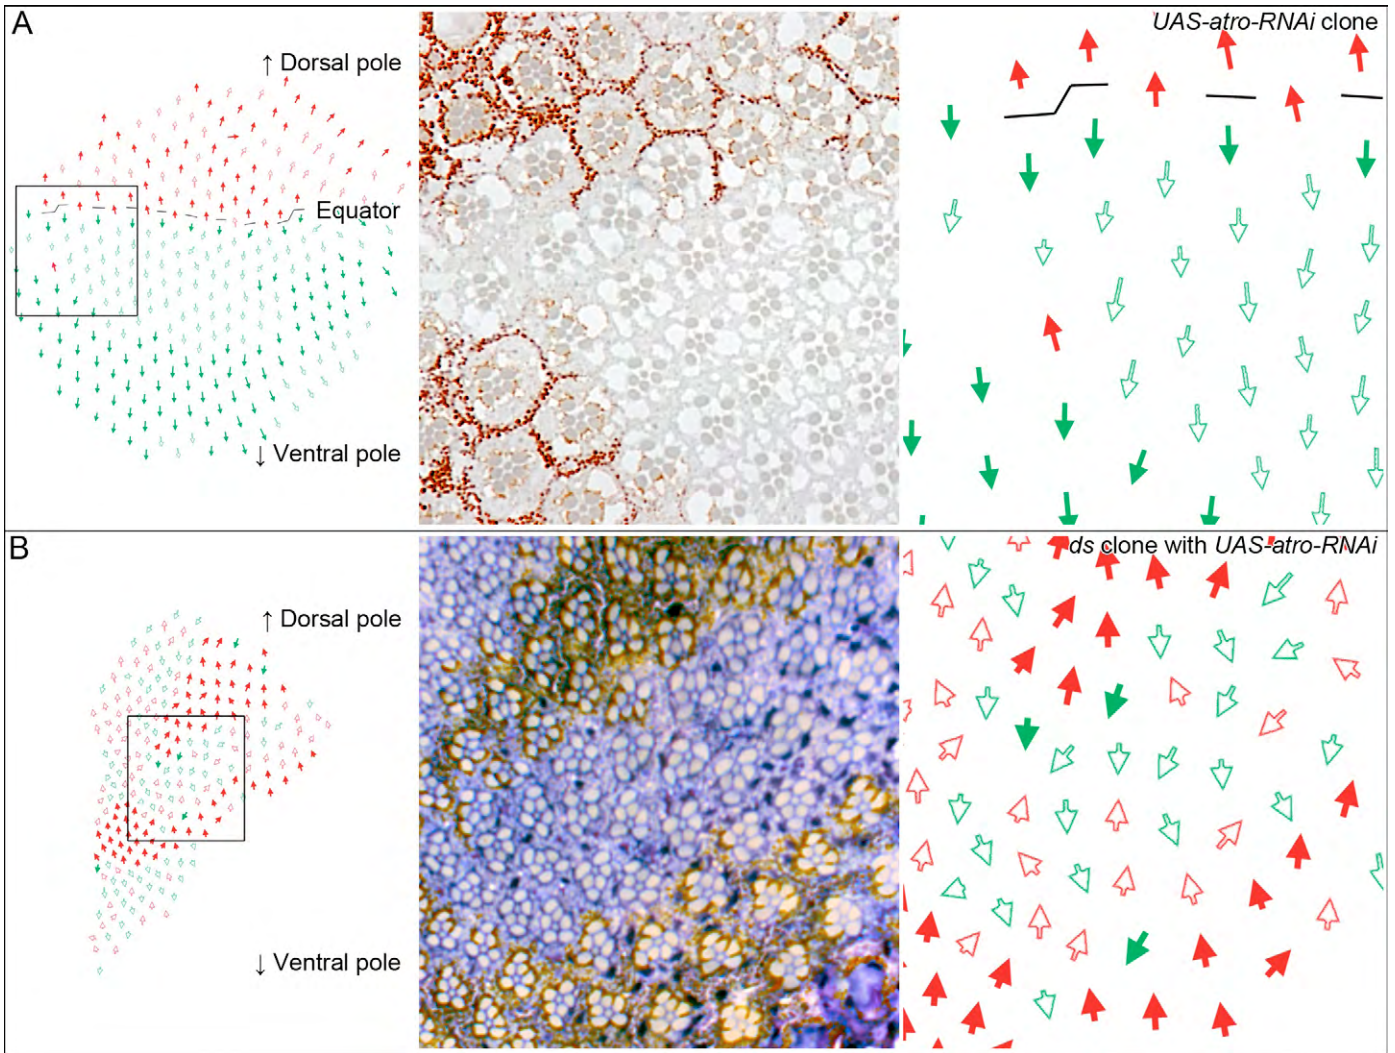 A
UAS-atro-RNAi clone
↑ Dorsal pole
Equator
↓ Ventral pole
B
ds clone with UAS-atro-RNAi
↑ Dorsal pole
↓ Ventral pole